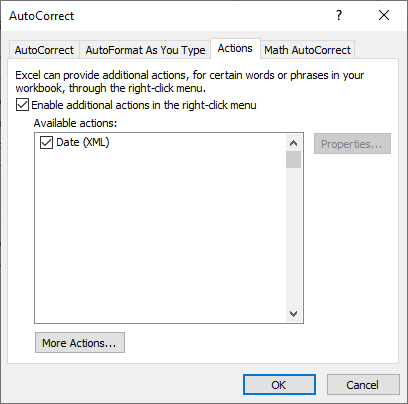 AutoCorrect
?
AutoCorrect AutoFormat As You Type Actions Math AutoCorrect
Excel can provide additional actions, for certain words or phrases in your
workbook, through the right-click menu.
Enable additional actions in the right-click menu
Available actions:
Date (XML)
Properties...
More Actions...
OK Cancel